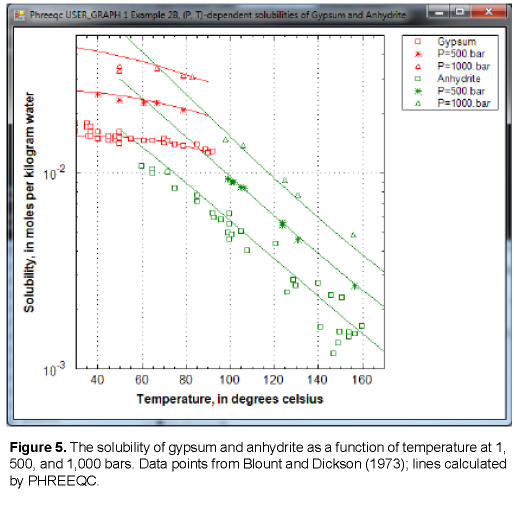 Phreeqc USER_GRAPH 1 Example 2B, (P, T)-dependent solubilities of Gypsum and Anhydrite
Gypsum
P=500.bar
P=1000.bar
Anhydrite
P=500.bar
P=1000.bar
Solubility, in moles per kilogram water
10-2
10-3
40 60 80 100 120 140 160
Temperature, in degrees celsius
Figure 5. The solubility of gypsum and anhydrite as a function of temperature at 1,
500, and 1,000 bars. Data points from Blount and Dickson (1973); lines calculated
by PHREEQC.